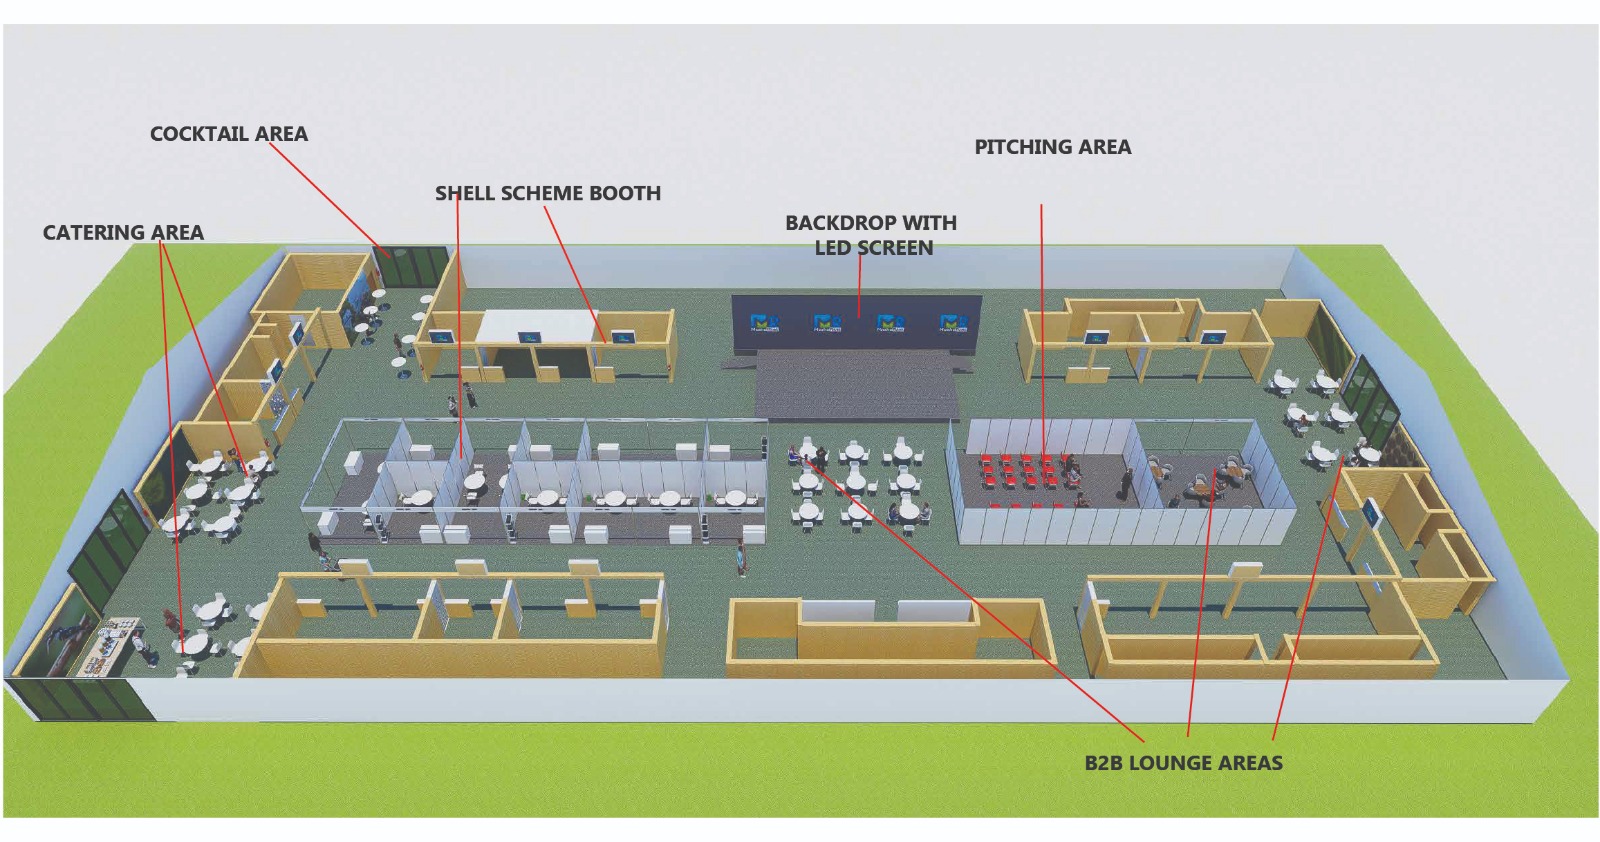 COCKTAIL AREA
PITCHING AREA
SHELL SCHEME BOOTH
CATERING AREA
BACKDROP WITH
LED SCREEN
B2B LOUNGE AREAS